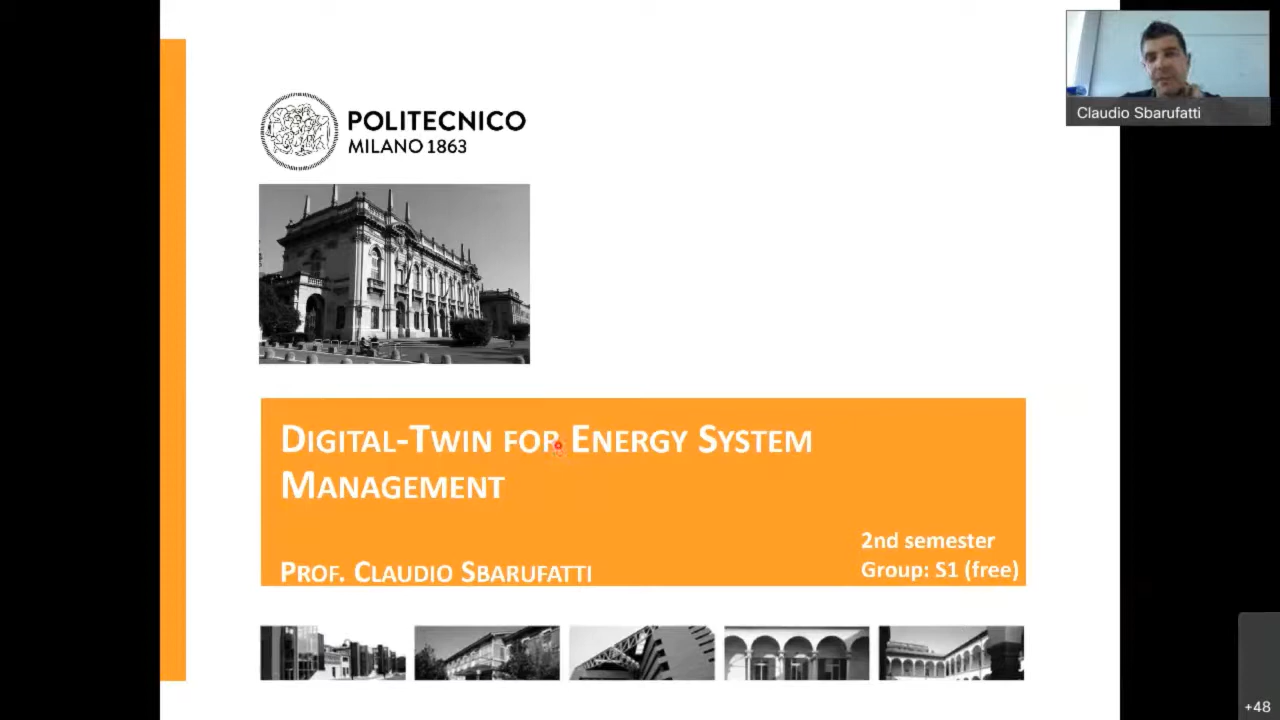 POLITECNICO
MILANO 1863
Claudio Sbarufatti
DIGITAL-TWIN FOR ENERGY SYSTEM
MANAGEMENT
2nd semester
PROF. CLAUDIO SBARUFATTI
Group: S1 (free)
+48